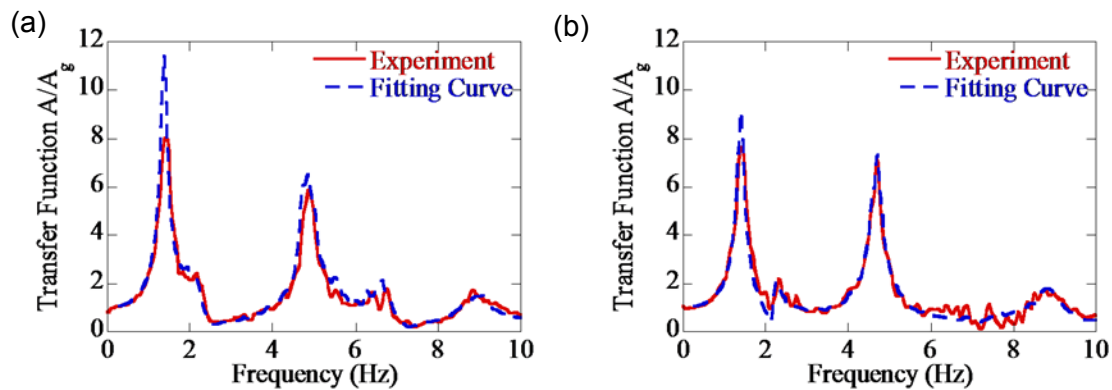 (a)
12
10
8
6
4
2
0
Transfer Function A/Ag
Experiment
Fitting Curve
0 2 4 6 8 10
Frequency (Hz)
(b)
12
10
8
6
4
2
0
Transfer Function A/Ag
Experiment
Fitting Curve
0 2 4 6 8 10
Frequency (Hz)